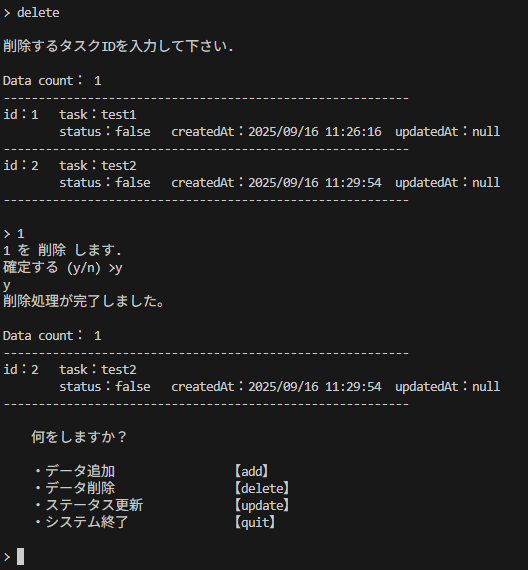 > delete
削除するタスクIDを入力して下さい.
Data count： 1
----------------------------------------------------------
id：1   task：test1
        status：false   createdAt：2025/09/16 11:26:16  updatedAt：null
----------------------------------------------------------
id：2   task：test2
        status：false   createdAt：2025/09/16 11:29:54  updatedAt：null
----------------------------------------------------------
> 1
1 を 削除 します.
確定する (y/n) >y
y
削除処理が完了しました。
Data count： 1
----------------------------------------------------------
id：2   task：test2
        status：false   createdAt：2025/09/16 11:29:54  updatedAt：null
----------------------------------------------------------
何をしますか？
・データ追加                【add】
・データ削除                【delete】
・ステータス更新            【update】
・システム終了              【quit】
>